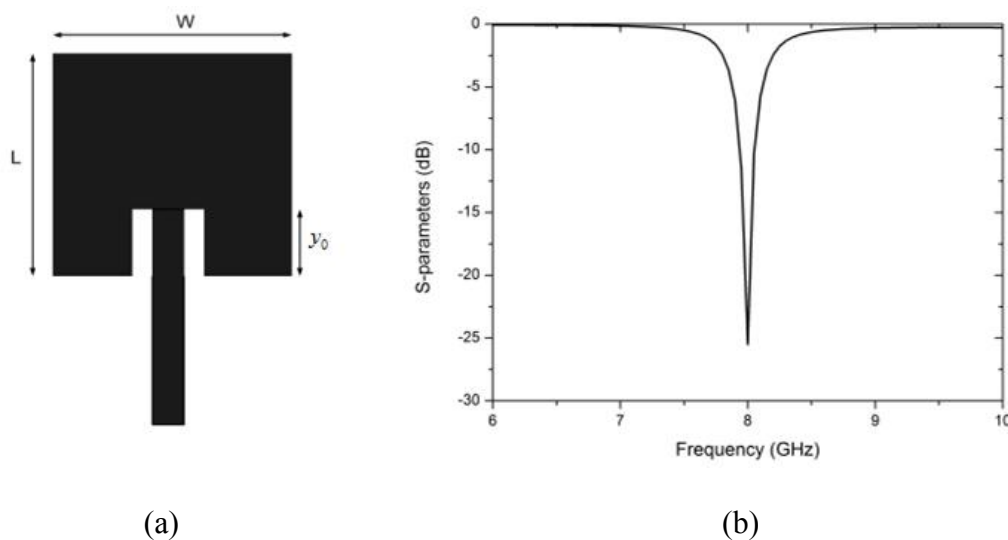 W
L
y₀
S-parameters (dB)
0
-5
-10
-15
-20
-25
-30
6 7 8 9 10
Frequency (GHz)
(a) (b)